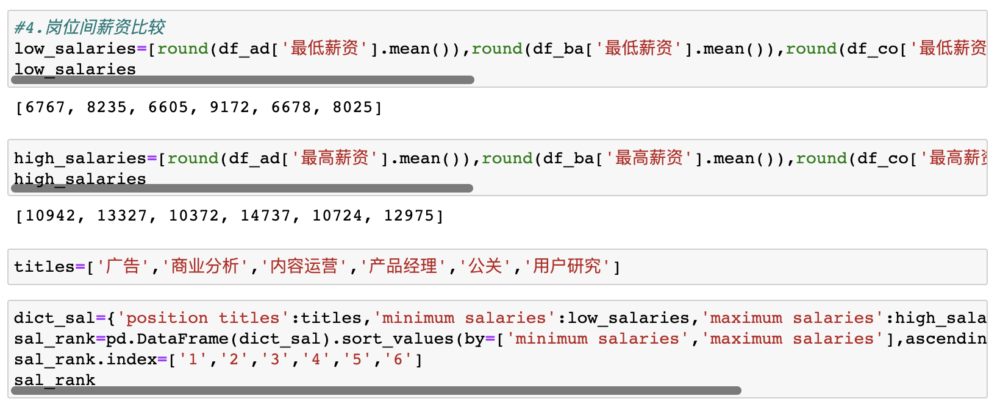 #4.岗位间薪资比较
low_salaries=[round(df_ad['最低薪资'].mean()),round(df_ba['最低薪资'].mean()),round(df_co['最低薪资
low_salaries
[6767, 8235, 6605, 9172, 6678, 8025]
high_salaries=[round(df_ad['最高薪资'].mean()),round(df_ba['最高薪资'].mean()),round(df_co['最高薪资
high_salaries
[10942, 13327, 10372, 14737, 10724, 12975]
titles=['广告','商业分析','内容运营','产品经理','公关','用户研究']
dict_sal={'position titles':titles,'minimum salaries':low_salaries,'maximum salaries':high_sala
sal_rank=pd.DataFrame(dict_sal).sort_values(by=['minimum salaries','maximum salaries'],ascendin
sal_rank.index=['1','2','3','4','5','6']
sal_rank